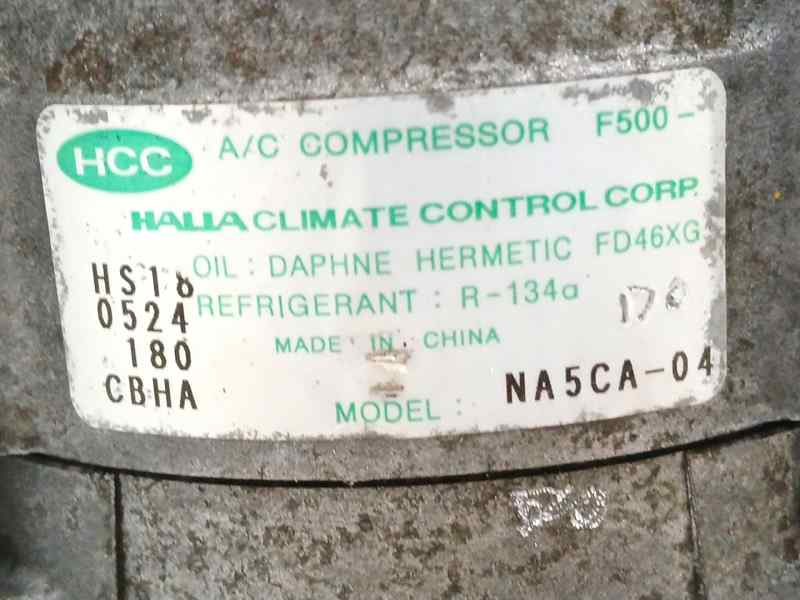 HCC
A/C COMPRESSOR F500-
HALLA CLIMATE CONTROL CORP.
OIL : DAPHNE HERMETIC FD46XG
REFRIGERANT : R-134a
MADE IN CHINA
MODEL : NA5CA-04
HS18
0524
180
CBHA